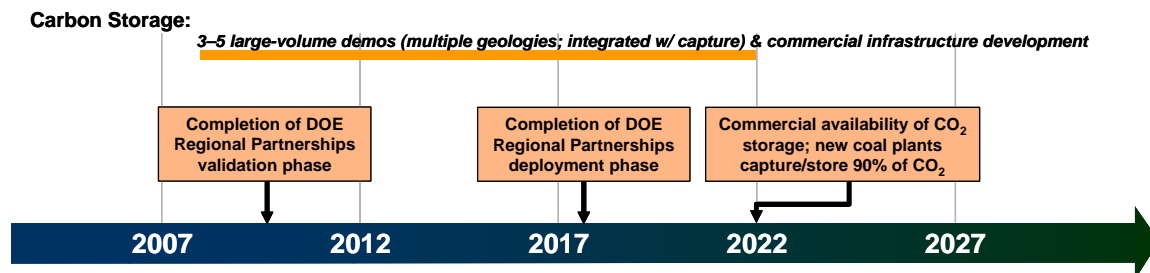 Carbon Storage:
3–5 large-volume demos (multiple geologies; integrated w/ capture) & commercial infrastructure development
Completion of DOE
Regional Partnerships
validation phase
Completion of DOE
Regional Partnerships
deployment phase
Commercial availability of CO₂
storage; new coal plants
capture/store 90% of CO₂
2007 2012 2017 2022 2027